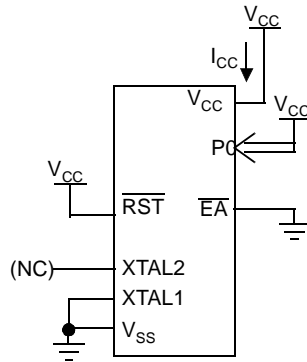 VCC
ICC
VCC
VCC
P0
VCC
RST
EA
(NC)
XTAL2
XTAL1
VSS